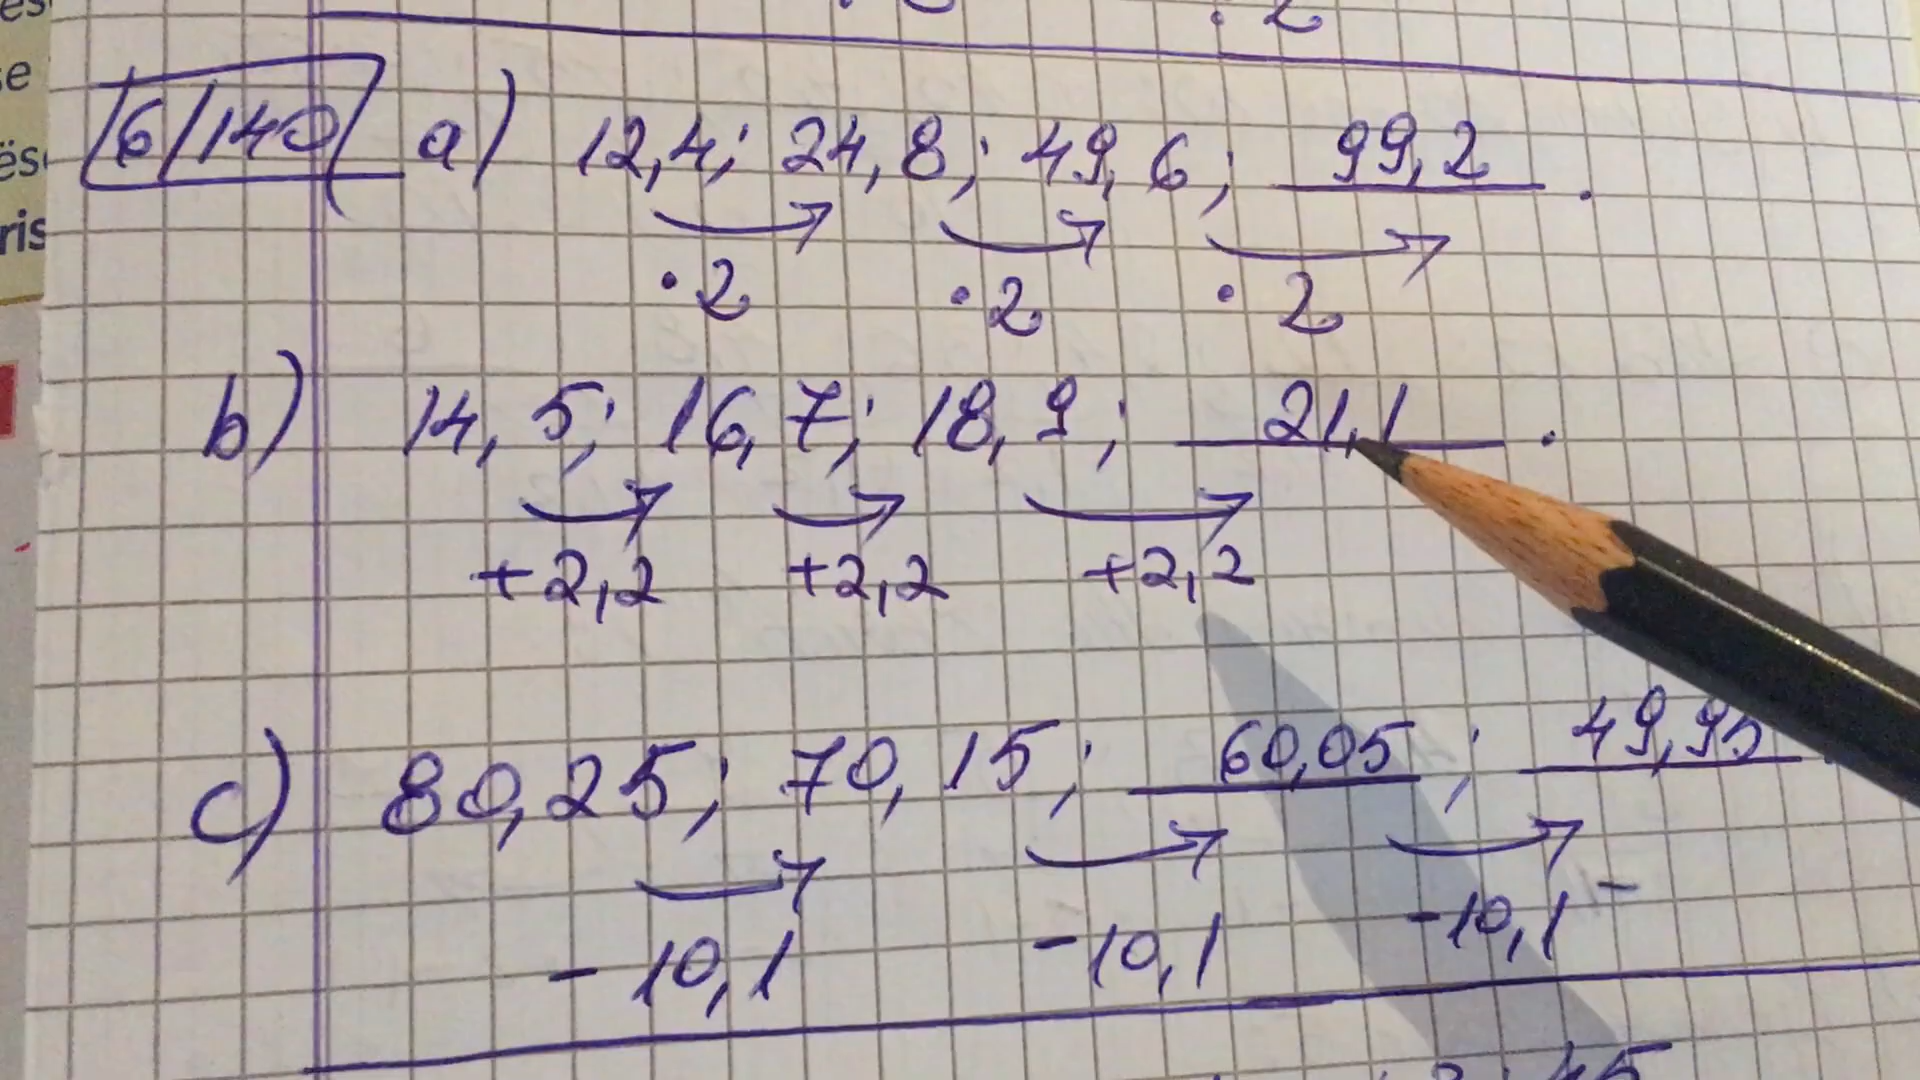 : 2
6/140 a) 12,4; 24,8; 49,6; 99,2.
·2 ·2 ·2
b) 14,5; 16,7; 18,9; 21,1.
+2,2 +2,2 +2,2
c) 80,25; 70,15; 60,05; 49,95
-10,1 -10,1 -10,1